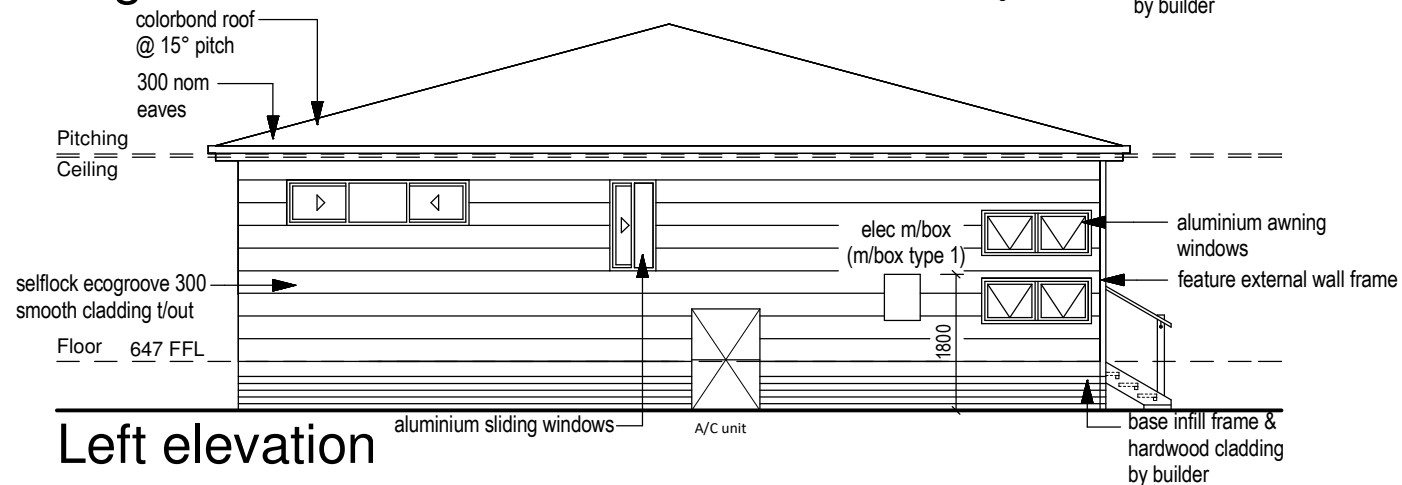 by builder
colorbond roof
@ 15° pitch
300 nom
eaves
Pitching
Ceiling
elec m/box
(m/box type 1)
aluminium awning
windows
selflock ecogroove 300
smooth cladding t/out
feature external wall frame
1800
Floor 647 FFL
aluminium sliding windows
A/C unit
base infill frame &
hardwood cladding
by builder
Left elevation